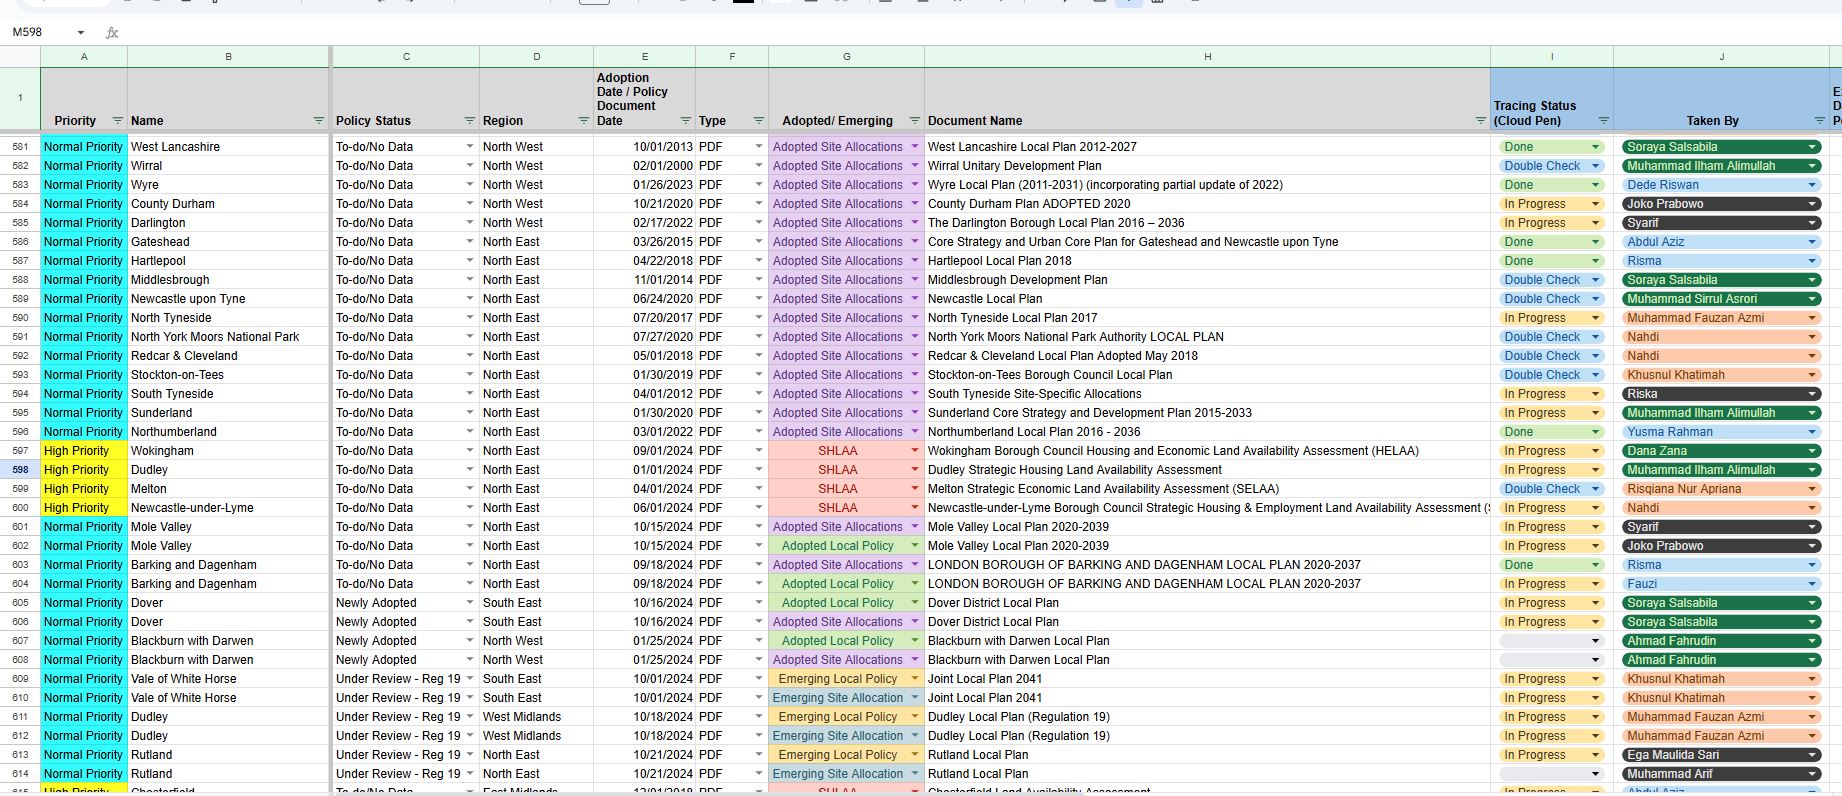 M598 fx
A B C D E F G H I J
1 Priority Name Policy Status Region Adoption Date / Policy Document Date Type Adopted/ Emerging Document Name Tracing Status (Cloud Pen) Taken By
581 Normal Priority West Lancashire To-do/No Data North West 10/01/2013 PDF Adopted Site Allocations West Lancashire Local Plan 2012-2027 Done Soraya Salsabila
582 Normal Priority Wirral To-do/No Data North West 02/01/2000 PDF Adopted Site Allocations Wirral Unitary Development Plan Double Check Muhammad Ilham Alimullah
583 Normal Priority Wyre To-do/No Data North West 01/26/2023 PDF Adopted Site Allocations Wyre Local Plan (2011-2031) (incorporating partial update of 2022) Done Dede Riswan
584 Normal Priority County Durham To-do/No Data North West 10/21/2020 PDF Adopted Site Allocations County Durham Plan ADOPTED 2020 In Progress Joko Prabowo
585 Normal Priority Darlington To-do/No Data North West 02/17/2022 PDF Adopted Site Allocations The Darlington Borough Local Plan 2016 – 2036 In Progress Syarif
586 Normal Priority Gateshead To-do/No Data North East 03/26/2015 PDF Adopted Site Allocations Core Strategy and Urban Core Plan for Gateshead and Newcastle upon Tyne Done Abdul Aziz
587 Normal Priority Hartlepool To-do/No Data North East 04/22/2018 PDF Adopted Site Allocations Hartlepool Local Plan 2018 Done Risma
588 Normal Priority Middlesbrough To-do/No Data North East 11/01/2014 PDF Adopted Site Allocations Middlesbrough Development Plan Double Check Soraya Salsabila
589 Normal Priority Newcastle upon Tyne To-do/No Data North East 06/24/2020 PDF Adopted Site Allocations Newcastle Local Plan Double Check Muhammad Sirrul Asrori
590 Normal Priority North Tyneside To-do/No Data North East 07/20/2017 PDF Adopted Site Allocations North Tyneside Local Plan 2017 In Progress Muhammad Fauzan Azmi
591 Normal Priority North York Moors National Park To-do/No Data North East 07/27/2020 PDF Adopted Site Allocations North York Moors National Park Authority LOCAL PLAN Double Check Nahdi
592 Normal Priority Redcar & Cleveland To-do/No Data North East 05/01/2018 PDF Adopted Site Allocations Redcar & Cleveland Local Plan Adopted May 2018 Double Check Nahdi
593 Normal Priority Stockton-on-Tees To-do/No Data North East 01/30/2019 PDF Adopted Site Allocations Stockton-on-Tees Borough Council Local Plan Double Check Khusnul Khatimah
594 Normal Priority South Tyneside To-do/No Data North East 04/01/2012 PDF Adopted Site Allocations South Tyneside Site-Specific Allocations In Progress Riska
595 Normal Priority Sunderland To-do/No Data North East 01/30/2020 PDF Adopted Site Allocations Sunderland Core Strategy and Development Plan 2015-2033 In Progress Muhammad Ilham Alimullah
596 Normal Priority Northumberland To-do/No Data North East 03/01/2022 PDF Adopted Site Allocations Northumberland Local Plan 2016 - 2036 Done Yusma Rahman
597 High Priority Wokingham To-do/No Data North East 09/01/2024 PDF SHLAA Wokingham Borough Council Housing and Economic Land Availability Assessment (HELAA) In Progress Dana Zana
598 High Priority Dudley To-do/No Data North East 01/01/2024 PDF SHLAA Dudley Strategic Housing Land Availability Assessment In Progress Muhammad Ilham Alimullah
599 High Priority Melton To-do/No Data North East 04/01/2024 PDF SHLAA Melton Strategic Economic Land Availability Assessment (SELAA) Double Check Risqiana Nur Apriana
600 High Priority Newcastle-under-Lyme To-do/No Data North East 06/01/2024 PDF SHLAA Newcastle-under-Lyme Borough Council Strategic Housing & Employment Land Availability Assessment In Progress Nahdi
601 Normal Priority Mole Valley To-do/No Data North East 10/15/2024 PDF Adopted Site Allocations Mole Valley Local Plan 2020-2039 In Progress Syarif
602 Normal Priority Mole Valley To-do/No Data North East 10/15/2024 PDF Adopted Local Policy Mole Valley Local Plan 2020-2039 In Progress Joko Prabowo
603 Normal Priority Barking and Dagenham To-do/No Data North East 09/18/2024 PDF Adopted Site Allocations LONDON BOROUGH OF BARKING AND DAGENHAM LOCAL PLAN 2020-2037 Done Risma
604 Normal Priority Barking and Dagenham To-do/No Data North East 09/18/2024 PDF Adopted Local Policy LONDON BOROUGH OF BARKING AND DAGENHAM LOCAL PLAN 2020-2037 In Progress Fauzi
605 Normal Priority Dover Newly Adopted South East 10/16/2024 PDF Adopted Local Policy Dover District Local Plan In Progress Soraya Salsabila
606 Normal Priority Dover Newly Adopted South East 10/16/2024 PDF Adopted Site Allocations Dover District Local Plan In Progress Soraya Salsabila
607 Normal Priority Blackburn with Darwen Newly Adopted North West 01/25/2024 PDF Adopted Local Policy Blackburn with Darwen Local Plan Ahmad Fahrudin
608 Normal Priority Blackburn with Darwen Newly Adopted North West 01/25/2024 PDF Adopted Site Allocations Blackburn with Darwen Local Plan Ahmad Fahrudin
609 Normal Priority Vale of White Horse Under Review - Reg 19 South East 10/01/2024 PDF Emerging Local Policy Joint Local Plan 2041 In Progress Khusnul Khatimah
610 Normal Priority Vale of White Horse Under Review - Reg 19 South East 10/01/2024 PDF Emerging Site Allocation Joint Local Plan 2041 In Progress Khusnul Khatimah
611 Normal Priority Dudley Under Review - Reg 19 West Midlands 10/18/2024 PDF Emerging Local Policy Dudley Local Plan (Regulation 19) In Progress Muhammad Fauzan Azmi
612 Normal Priority Dudley Under Review - Reg 19 West Midlands 10/18/2024 PDF Emerging Site Allocation Dudley Local Plan (Regulation 19) In Progress Muhammad Fauzan Azmi
613 Normal Priority Rutland Under Review - Reg 19 North East 10/21/2024 PDF Emerging Local Policy Rutland Local Plan In Progress Ega Maulida Sari
614 Normal Priority Rutland Under Review - Reg 19 North East 10/21/2024 PDF Emerging Site Allocation Rutland Local Plan Muhammad Arif